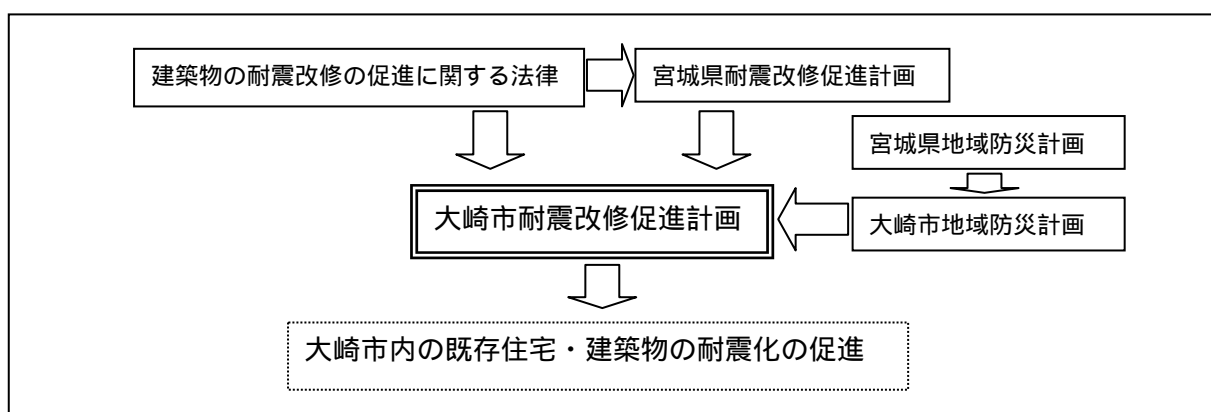 建築物の耐震改修の促進に関する法律
宮城県耐震改修促進計画
宮城県地域防災計画
大崎市耐震改修促進計画
大崎市地域防災計画
大崎市内の既存住宅・建築物の耐震化の促進